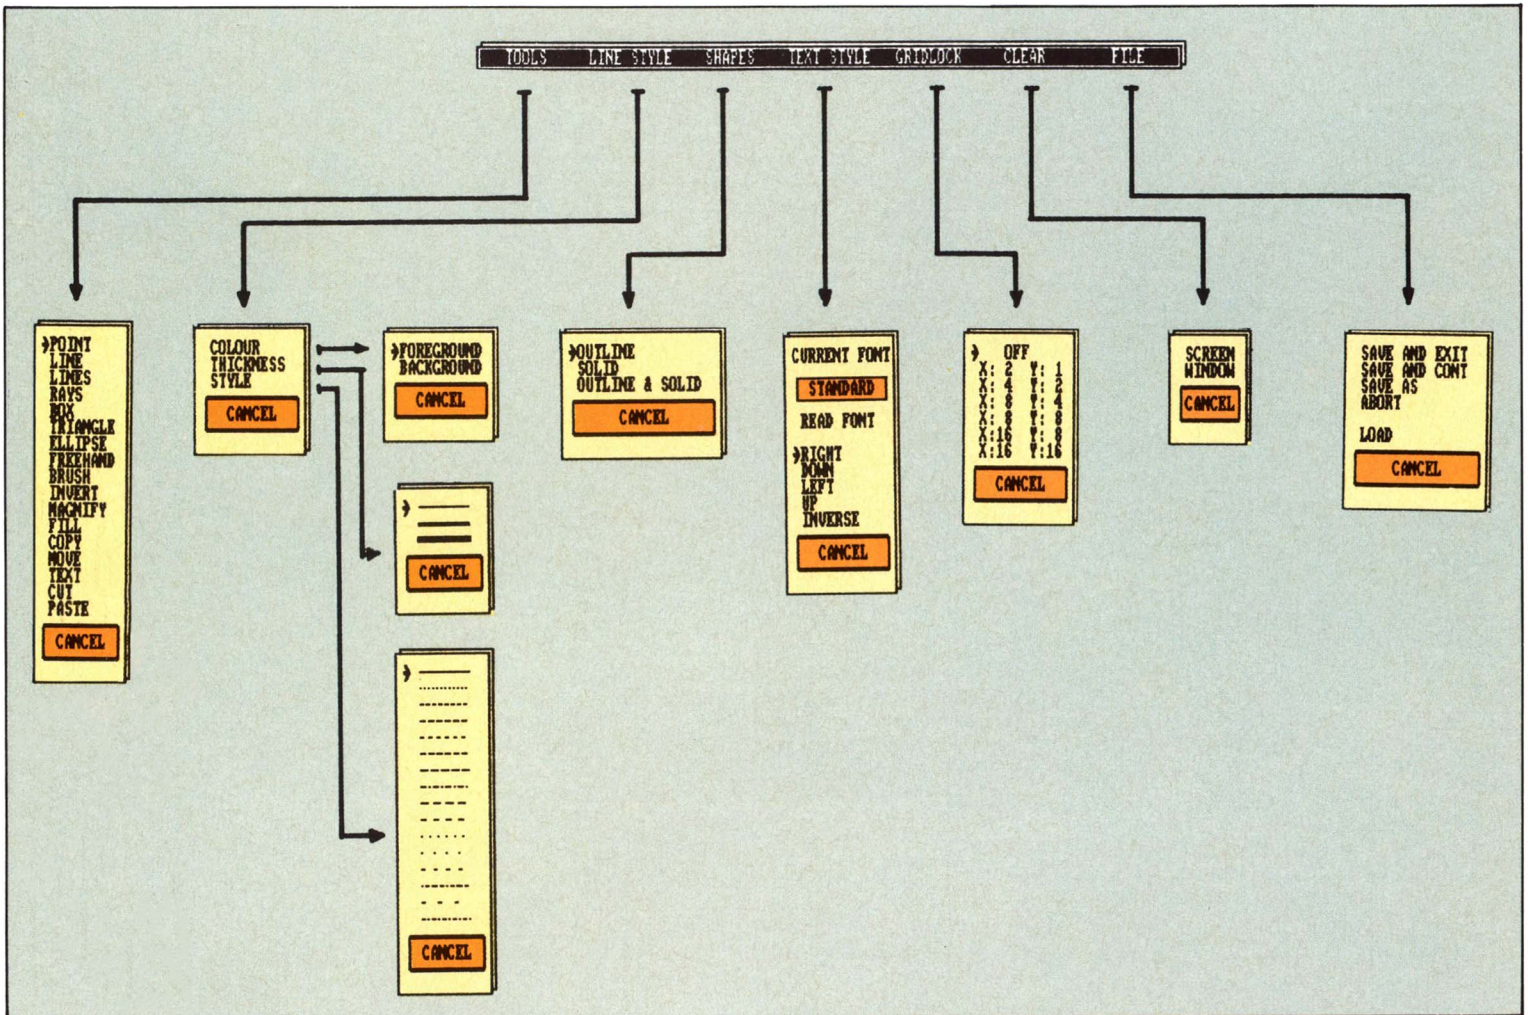 TOOLS LINE STYLE SHAPES TEXT STYLE GRIDLOCK CLEAR FILE
POINT
LINE
LINES
RAYS
BOX
TRIANGLE
ELLIPSE
FREEHAND
BRUSH
INVERT
MAGNIFY
FILL
COPY
MOVE
TEXT
CUT
PASTE
CANCEL
COLOUR
THICKNESS
STYLE
CANCEL
FOREGROUND
BACKGROUND
CANCEL
CANCEL
CANCEL
OUTLINE
SOLID
OUTLINE & SOLID
CANCEL
CURRENT FONT
STANDARD
READ FONT
RIGHT
DOWN
LEFT
UP
INVERSE
CANCEL
OFF
X: 2 Y: 1
X: 4 Y: 2
X: 8 Y: 4
X: 8 Y: 8
X:16 Y: 8
X:16 Y:16
CANCEL
SCREEN
WINDOW
CANCEL
SAVE AND EXIT
SAVE AND CONT
SAVE AS
ABORT
LOAD
CANCEL